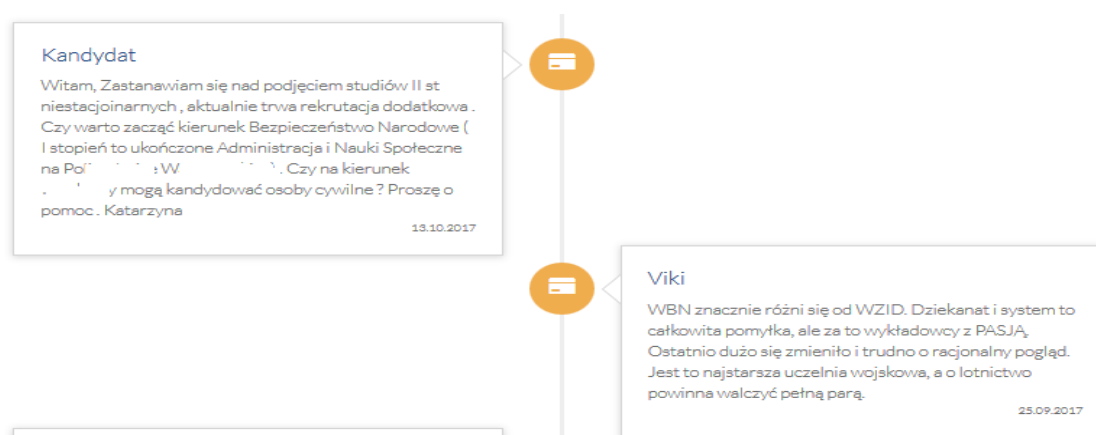 Kandydat
Witam, Zastanawiam się nad podjęciem studiów II st
niestacjoinarnych , aktualnie trwa rekrutacja dodatkowa .
Czy warto zacząć kierunek Bezpieczeństwo Narodowe (
I stopień to ukończone Administracja i Nauki Społeczne
na . Czy na kierunek
mogą kandydować osoby cywilne ? Proszę o
pomoc . Katarzyna
13.10.2017
Viki
WBN znacznie różni się od WZID. Dziekanat i system to
całkowita pomyłka, ale za to wykładowcy z PASJĄ,
Ostatnio dużo się zmieniło i trudno o racjonalny pogląd.
Jest to najstarsza uczelnia wojskowa, a o lotnictwo
powinna walczyć pełną parą.
25.09.2017